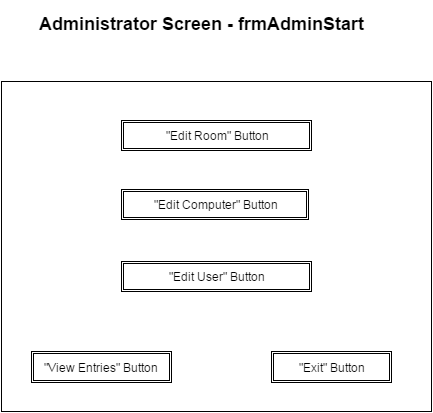 Administrator Screen - frmAdminStart
"Edit Room" Button
"Edit Computer" Button
"Edit User" Button
"View Entries" Button
"Exit" Button